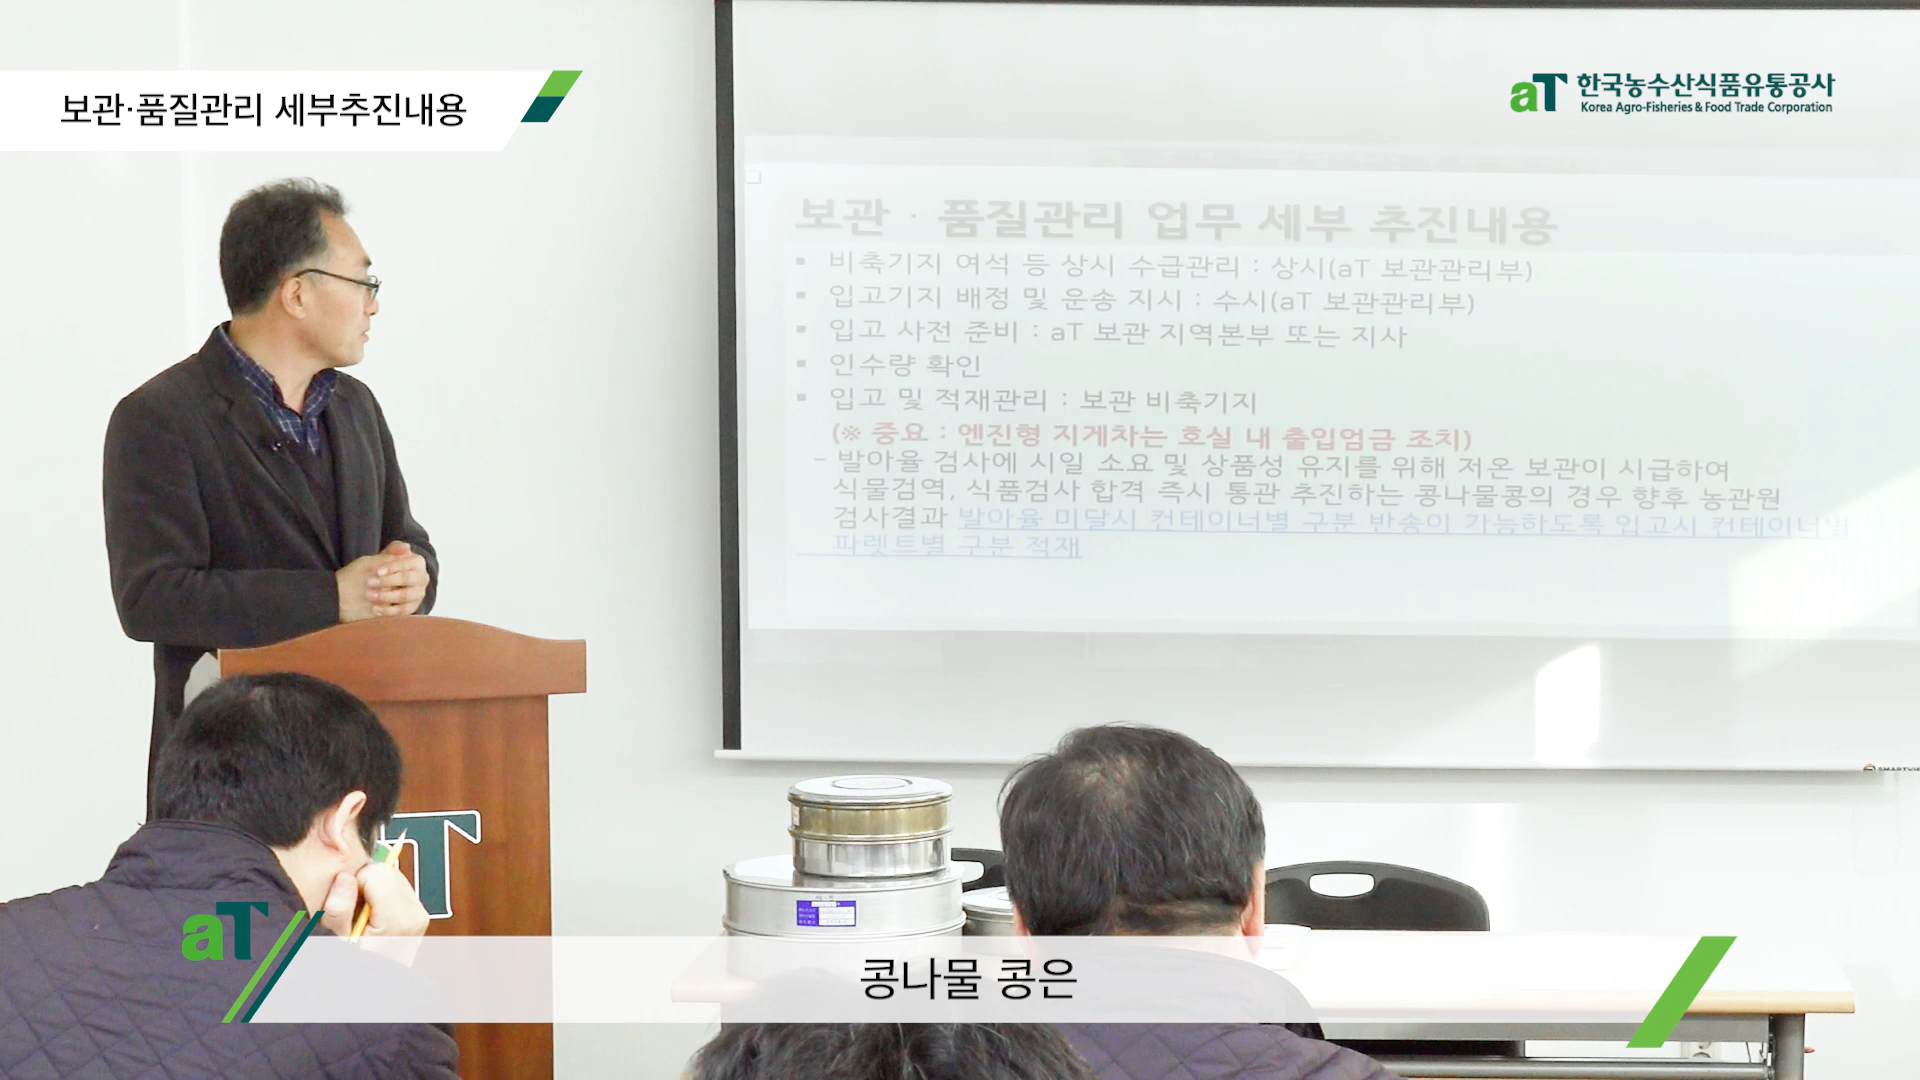 보관·품질관리 세부추진내용
aT 한국농수산식품유통공사
Korea Agro-Fisheries & Food Trade Corporation
보관 · 품질관리 업무 세부 추진내용
▪ 비축기지 여석 등 상시 수급관리 : 상시(aT 보관관리부)
▪ 입고기지 배정 및 운송 지시 : 수시(aT 보관관리부)
▪ 입고 사전 준비 : aT 보관 지역본부 또는 지사
▪ 인수량 확인
▪ 입고 및 적재관리 : 보관 비축기지
(※ 중요 : 엔진형 지게차는 호실 내 출입엄금 조치)
- 발아율 검사에 시일 소요 및 상품성 유지를 위해 저온 보관이 시급하여
식물검역, 식품검사 합격 즉시 통관 추진하는 콩나물콩의 경우 향후 농관원
검사결과 발아율 미달시 컨테이너별 구분 반송이 가능하도록 입고시 컨테이너별
파렛트별 구분 적재
aT
aT
콩나물 콩은